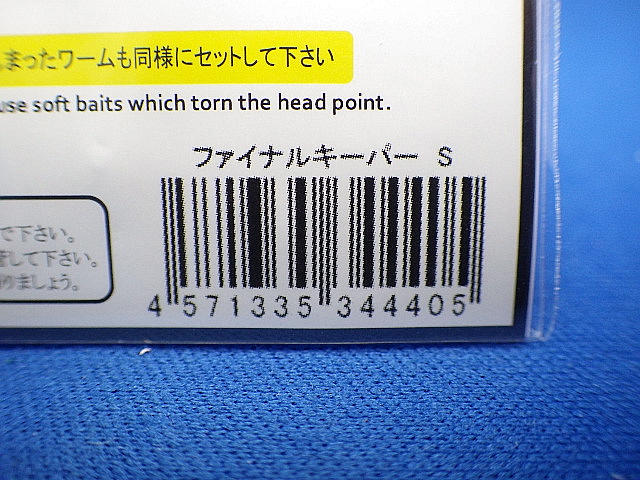 まったワームも同様にセットして下さい
use soft baits which torn the head point.
ファイナルキーパー S
で下さい。
して下さい。
りましょう。
4 571335 344405